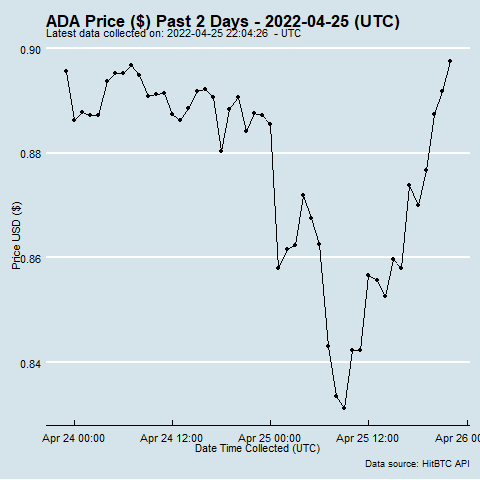 ADA Price ($) Past 2 Days - 2022-04-25 (UTC)
Latest data collected on: 2022-04-25 22:04:26 - UTC
0.90
0.88
0.86
0.84
Price USD ($)
Apr 24 00:00 Apr 24 12:00 Apr 25 00:00 Apr 25 12:00 Apr 26 00
Date Time Collected (UTC)
Data source: HitBTC API